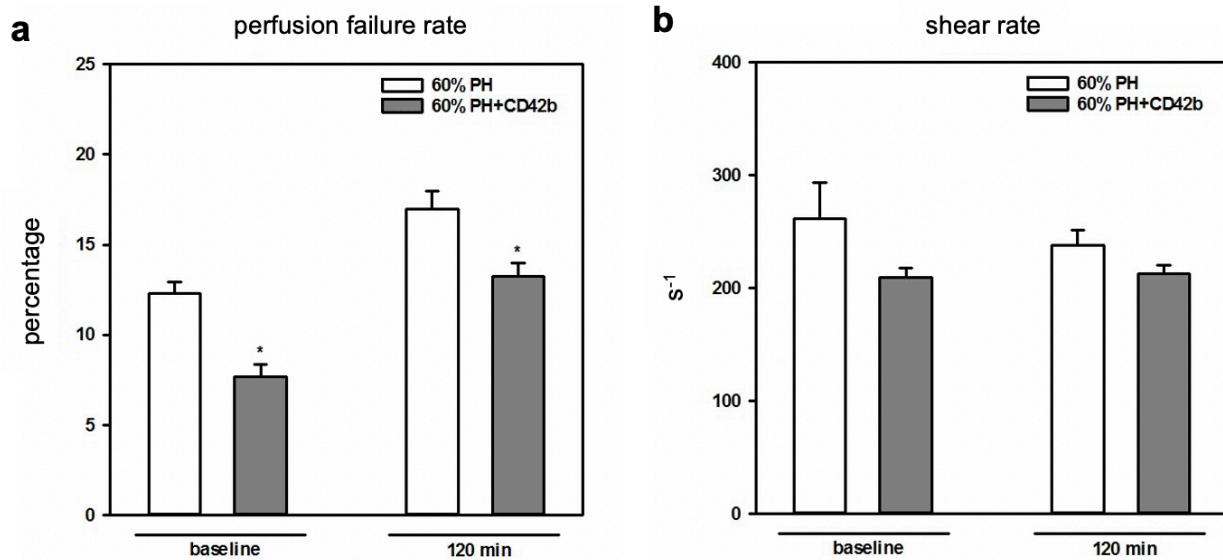 a
perfusion failure rate
25
20
15
10
5
0
percentage
60% PH
60% PH+CD42b
*
*
baseline
120 min
b
shear rate
400
300
200
100
0
s-1
60% PH
60% PH+CD42b
baseline
120 min